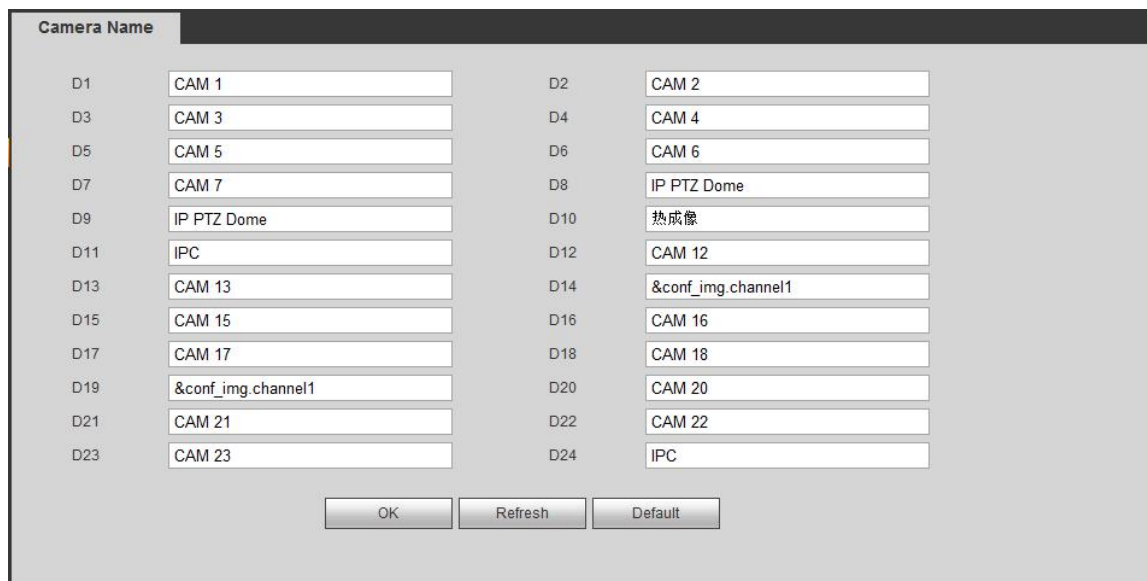 Camera Name
D1 CAM 1 D2 CAM 2
D3 CAM 3 D4 CAM 4
D5 CAM 5 D6 CAM 6
D7 CAM 7 D8 IP PTZ Dome
D9 IP PTZ Dome D10 热成像
D11 IPC D12 CAM 12
D13 CAM 13 D14 &conf_img.channel1
D15 CAM 15 D16 CAM 16
D17 CAM 17 D18 CAM 18
D19 &conf_img.channel1 D20 CAM 20
D21 CAM 21 D22 CAM 22
D23 CAM 23 D24 IPC
OK Refresh Default